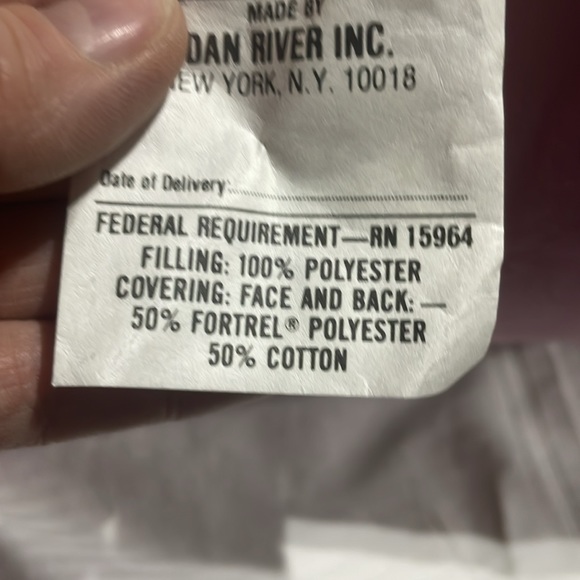 MADE BY
DAN RIVER INC.
NEW YORK, N.Y. 10018
Date of Delivery:
FEDERAL REQUIREMENT—RN 15964
FILLING: 100% POLYESTER
COVERING: FACE AND BACK: —
50% FORTREL® POLYESTER
50% COTTON